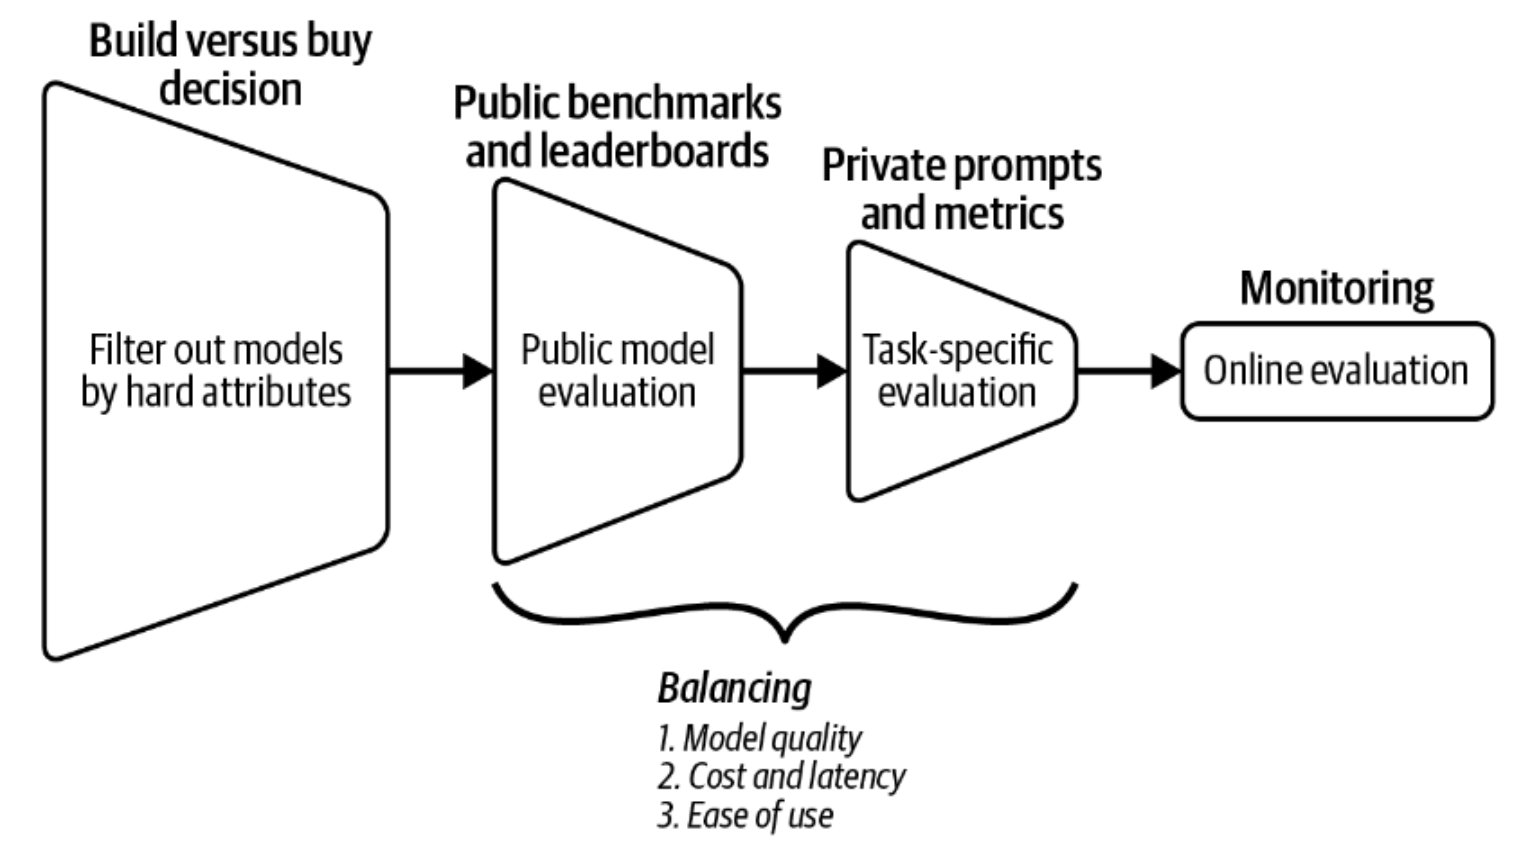 Build versus buy
decision
Filter out models
by hard attributes
Public benchmarks
and leaderboards
Public model
evaluation
Private prompts
and metrics
Task-specific
evaluation
Monitoring
Online evaluation
Balancing
1. Model quality
2. Cost and latency
3. Ease of use